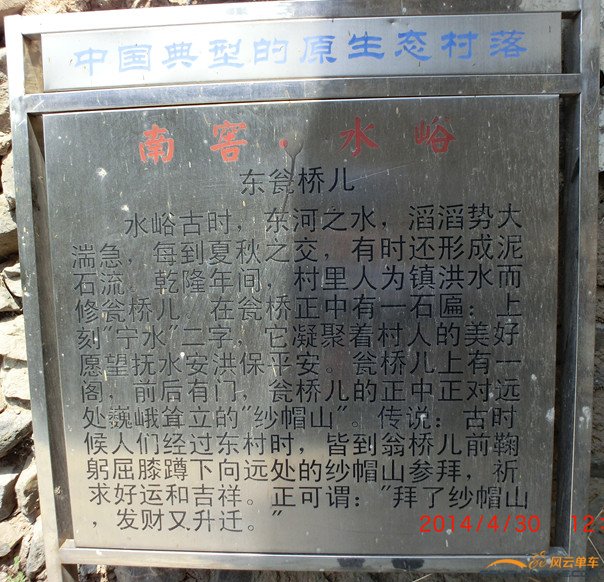 中国典型的原生态村落
南窖·水峪
东瓮桥儿
水峪古时，东河之水，滔滔势大
湍急，每到夏秋之交，有时还形成泥
石流。乾隆年间，村里人为镇洪水而
修瓮桥儿。在瓮桥正中有一石匾：上
刻"宁水"二字，它凝聚着村人的美好
愿望抚水安洪保平安。瓮桥儿上有一
阁，前后有门，瓮桥儿的正中正对远
处巍峨耸立的"纱帽山"。传说：古时
候人们经过东村时，皆到翁桥儿前鞠
躬屈膝蹲下向远处的纱帽山参拜，祈
求好运和吉祥。正可谓："拜了纱帽山
，发财又升迁。"
2014/4/30 12
风云单车